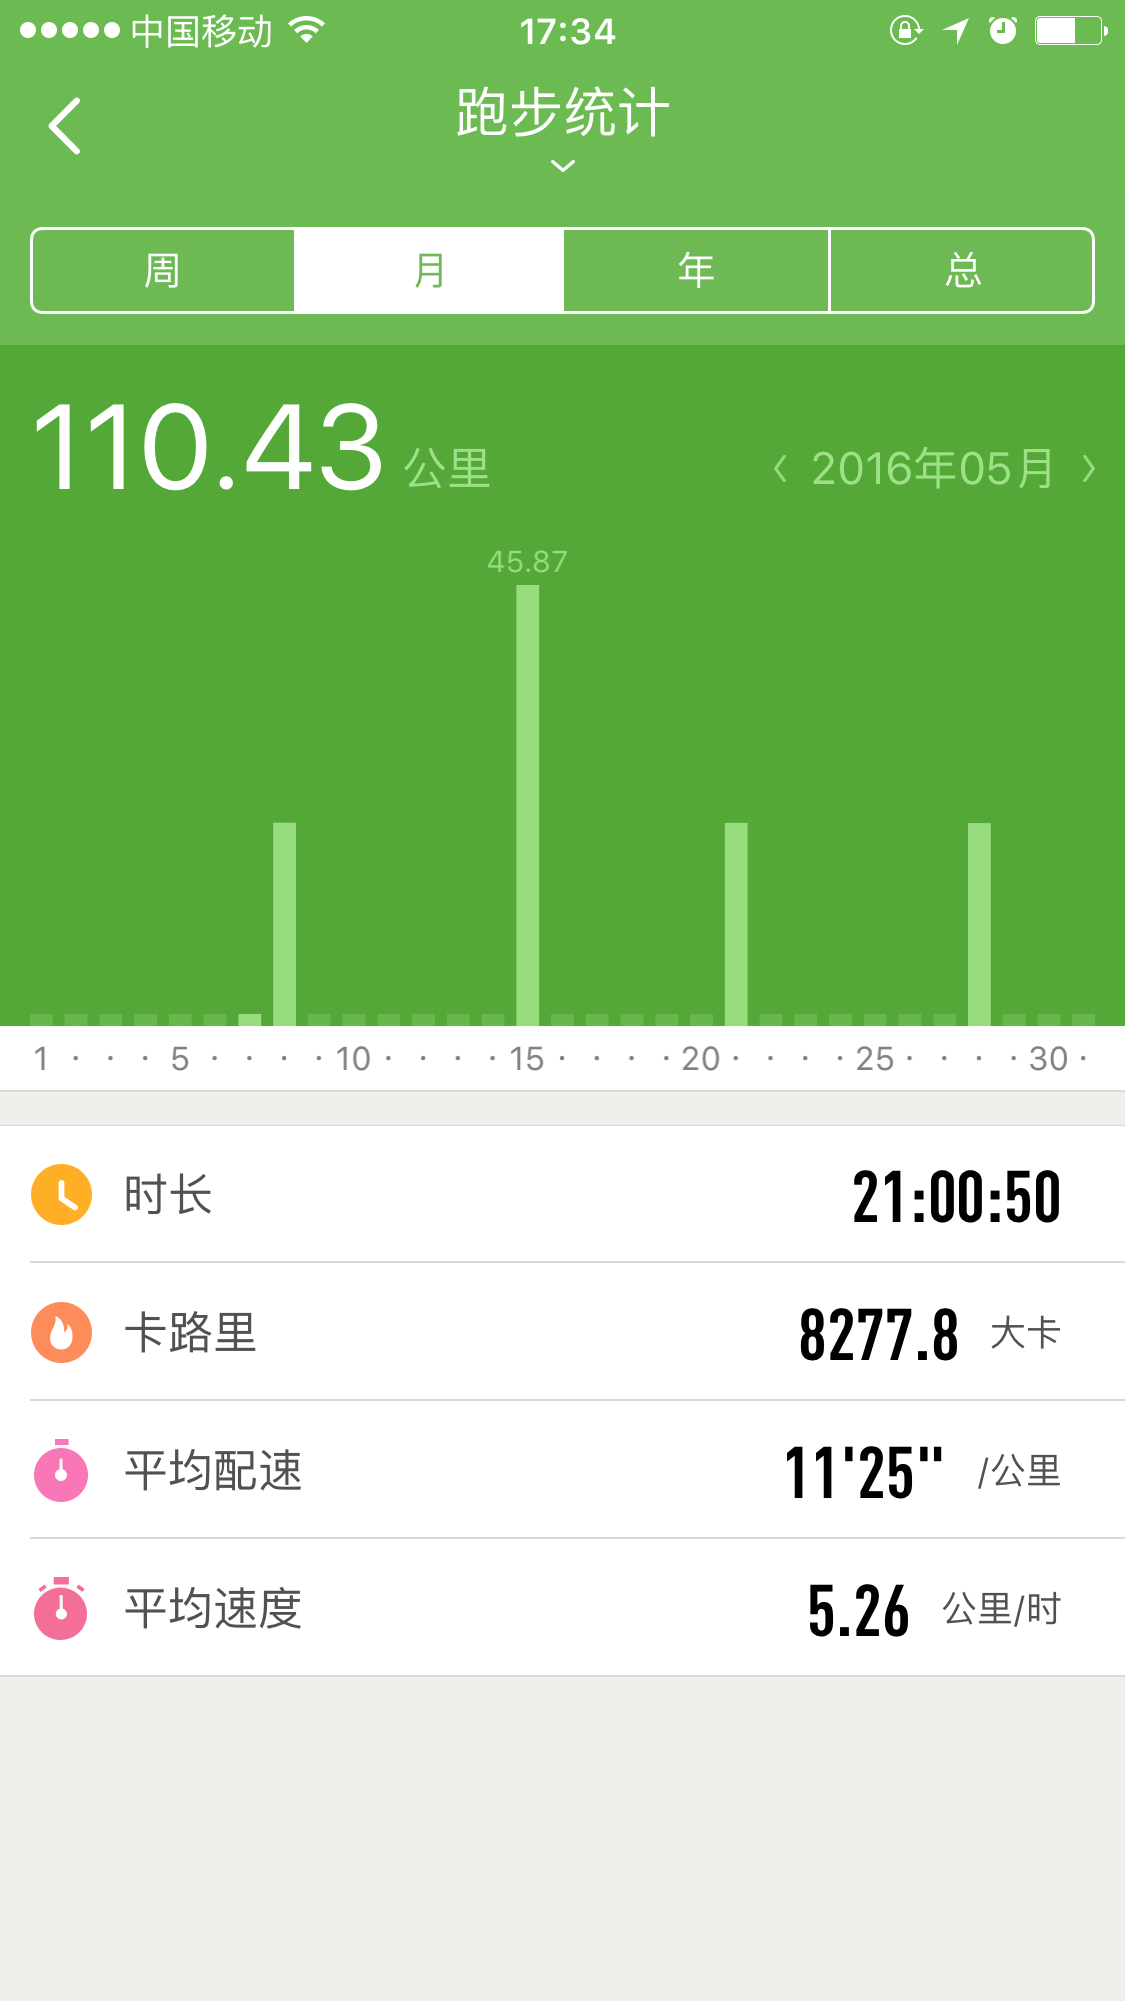 中国移动 17:34
跑步统计
周 月 年 总
110.43 公里 2016年05月
45.87
1 · · · 5 · · · · 10 · · · · 15 · · · · 20 · · · · 25 · · · · 30 ·
时长 21:00:50
卡路里 8277.8 大卡
平均配速 11'25" /公里
平均速度 5.26 公里/时